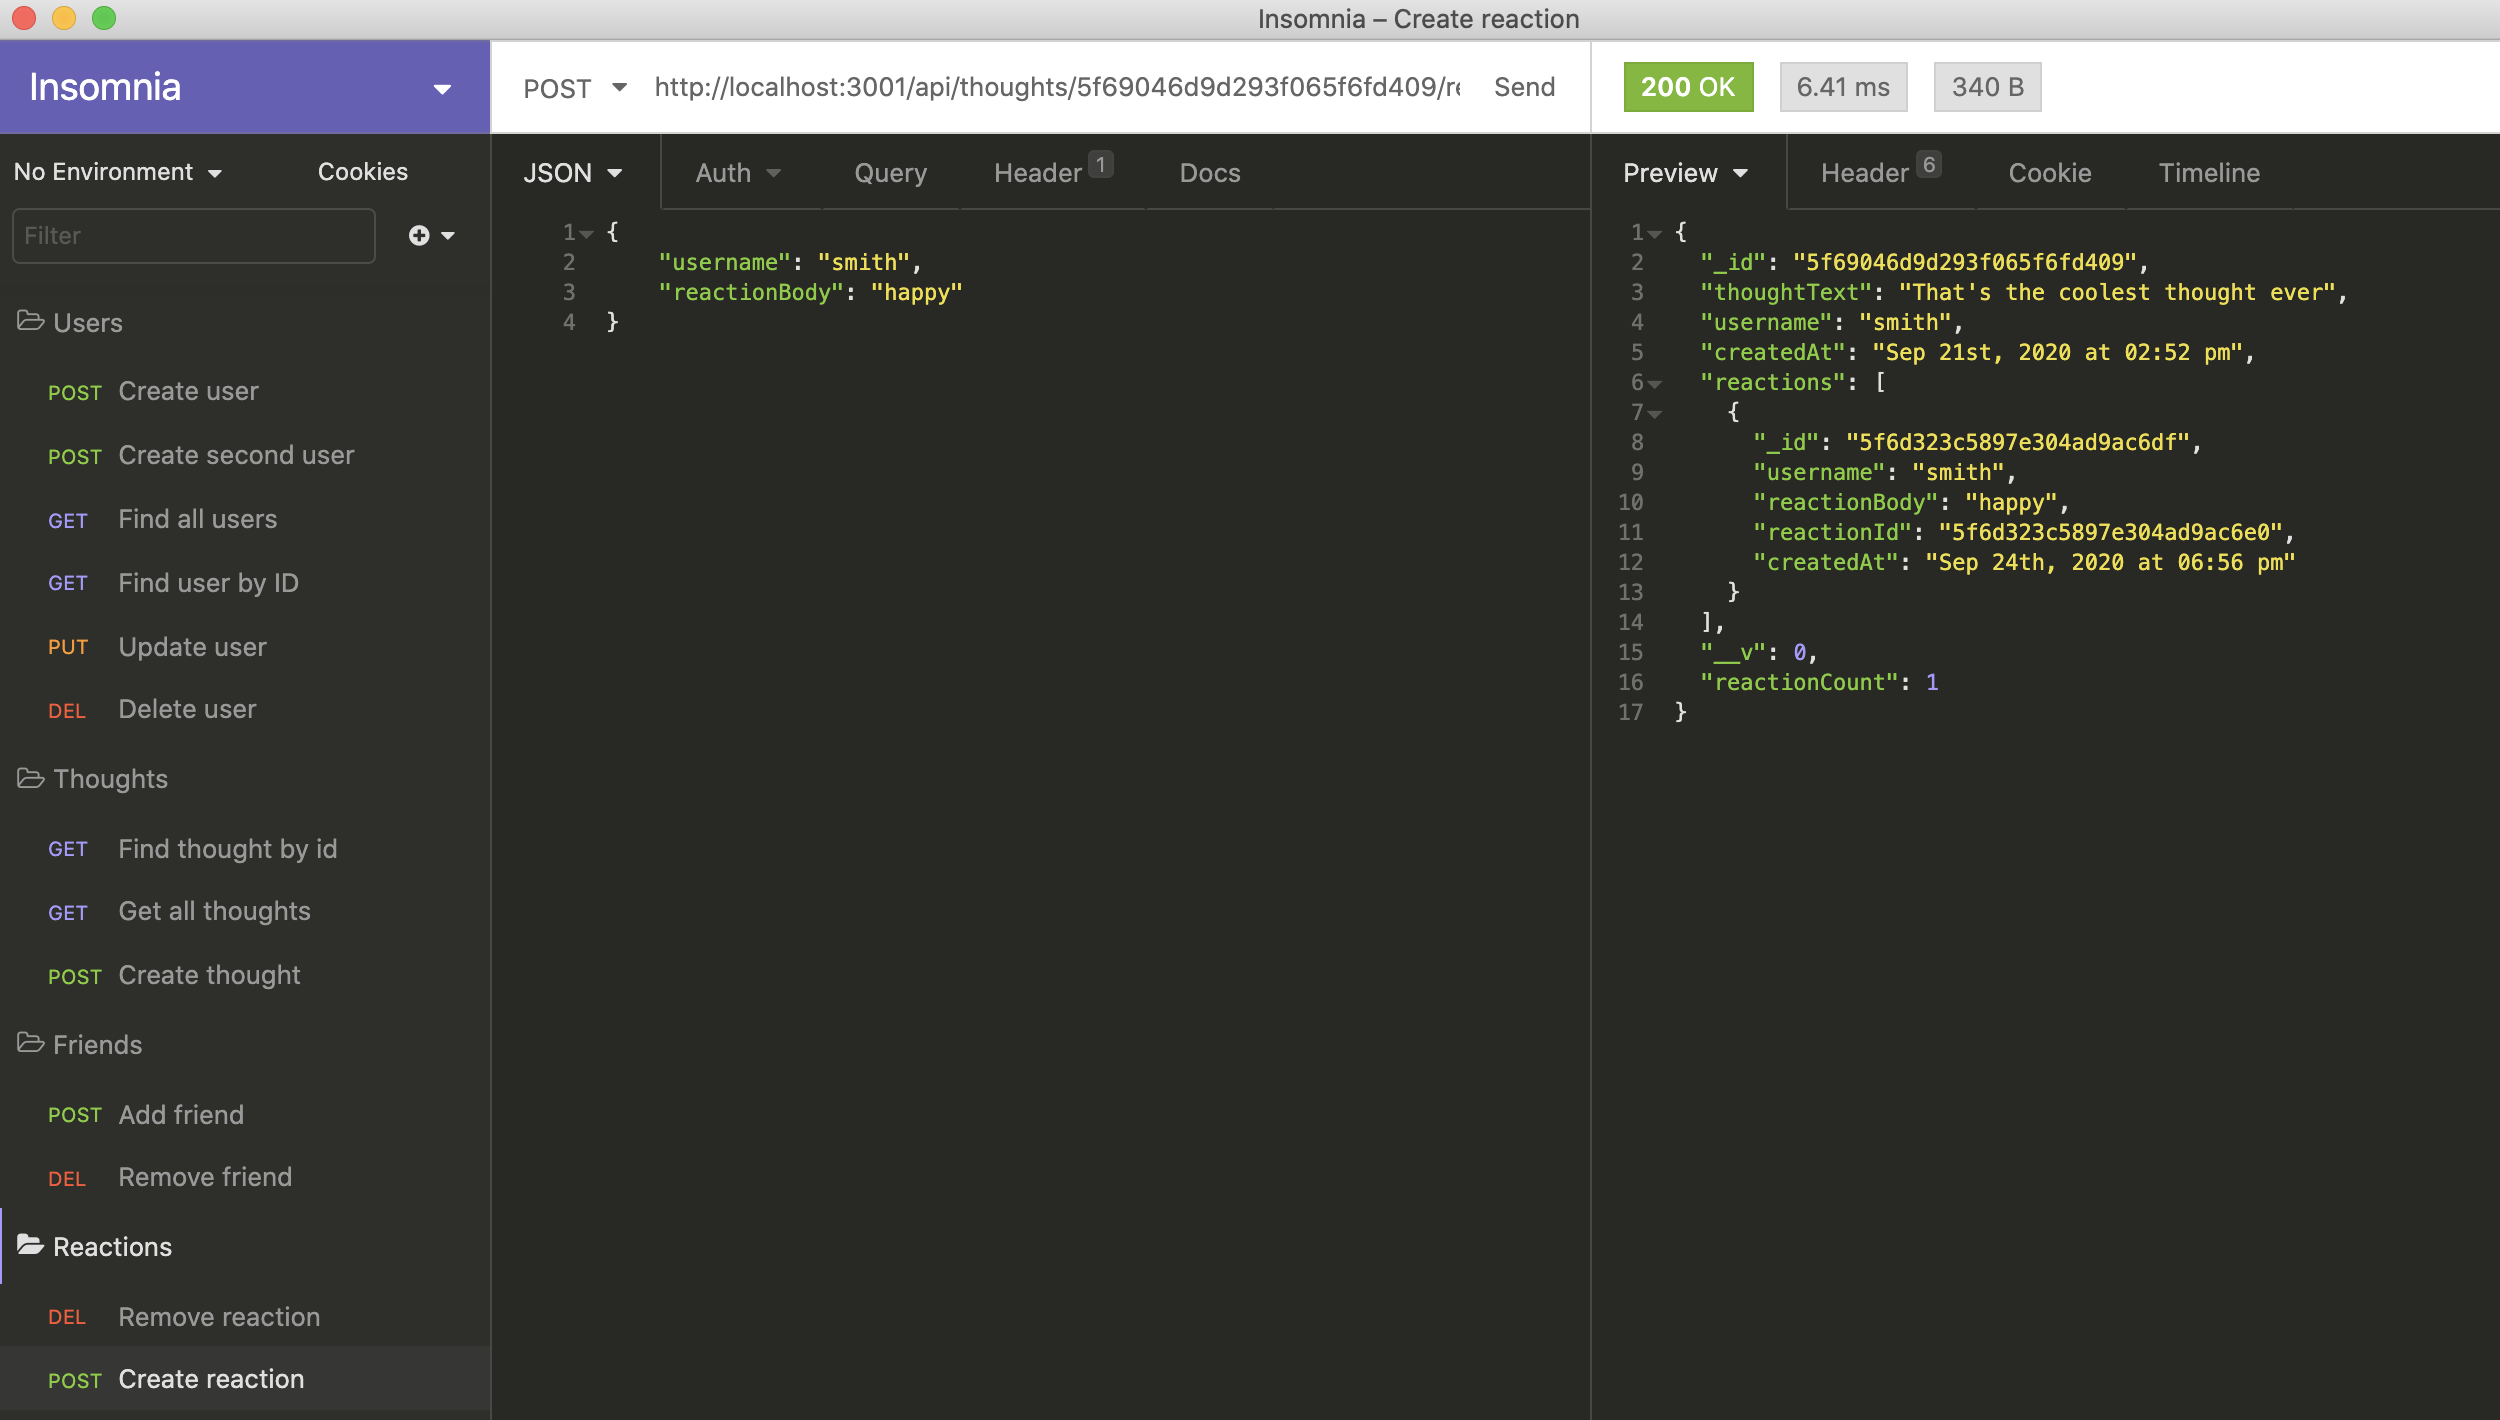 Insomnia – Create reaction
Insomnia
POST http://localhost:3001/api/thoughts/5f69046d9d293f065f6fd409/re Send
200 OK 6.41 ms 340 B
No Environment Cookies
Filter
Users
POST Create user
POST Create second user
GET Find all users
GET Find user by ID
PUT Update user
DEL Delete user
Thoughts
GET Find thought by id
GET Get all thoughts
POST Create thought
Friends
POST Add friend
DEL Remove friend
Reactions
DEL Remove reaction
POST Create reaction
JSON Auth Query Header 1 Docs
1 {
2 "username": "smith",
3 "reactionBody": "happy"
4 }
Preview Header 6 Cookie Timeline
1 {
2 "_id": "5f69046d9d293f065f6fd409",
3 "thoughtText": "That's the coolest thought ever",
4 "username": "smith",
5 "createdAt": "Sep 21st, 2020 at 02:52 pm",
6 "reactions": [
7 {
8 "_id": "5f6d323c5897e304ad9ac6df",
9 "username": "smith",
10 "reactionBody": "happy",
11 "reactionId": "5f6d323c5897e304ad9ac6e0",
12 "createdAt": "Sep 24th, 2020 at 06:56 pm"
13 }
14 ],
15 "__v": 0,
16 "reactionCount": 1
17 }